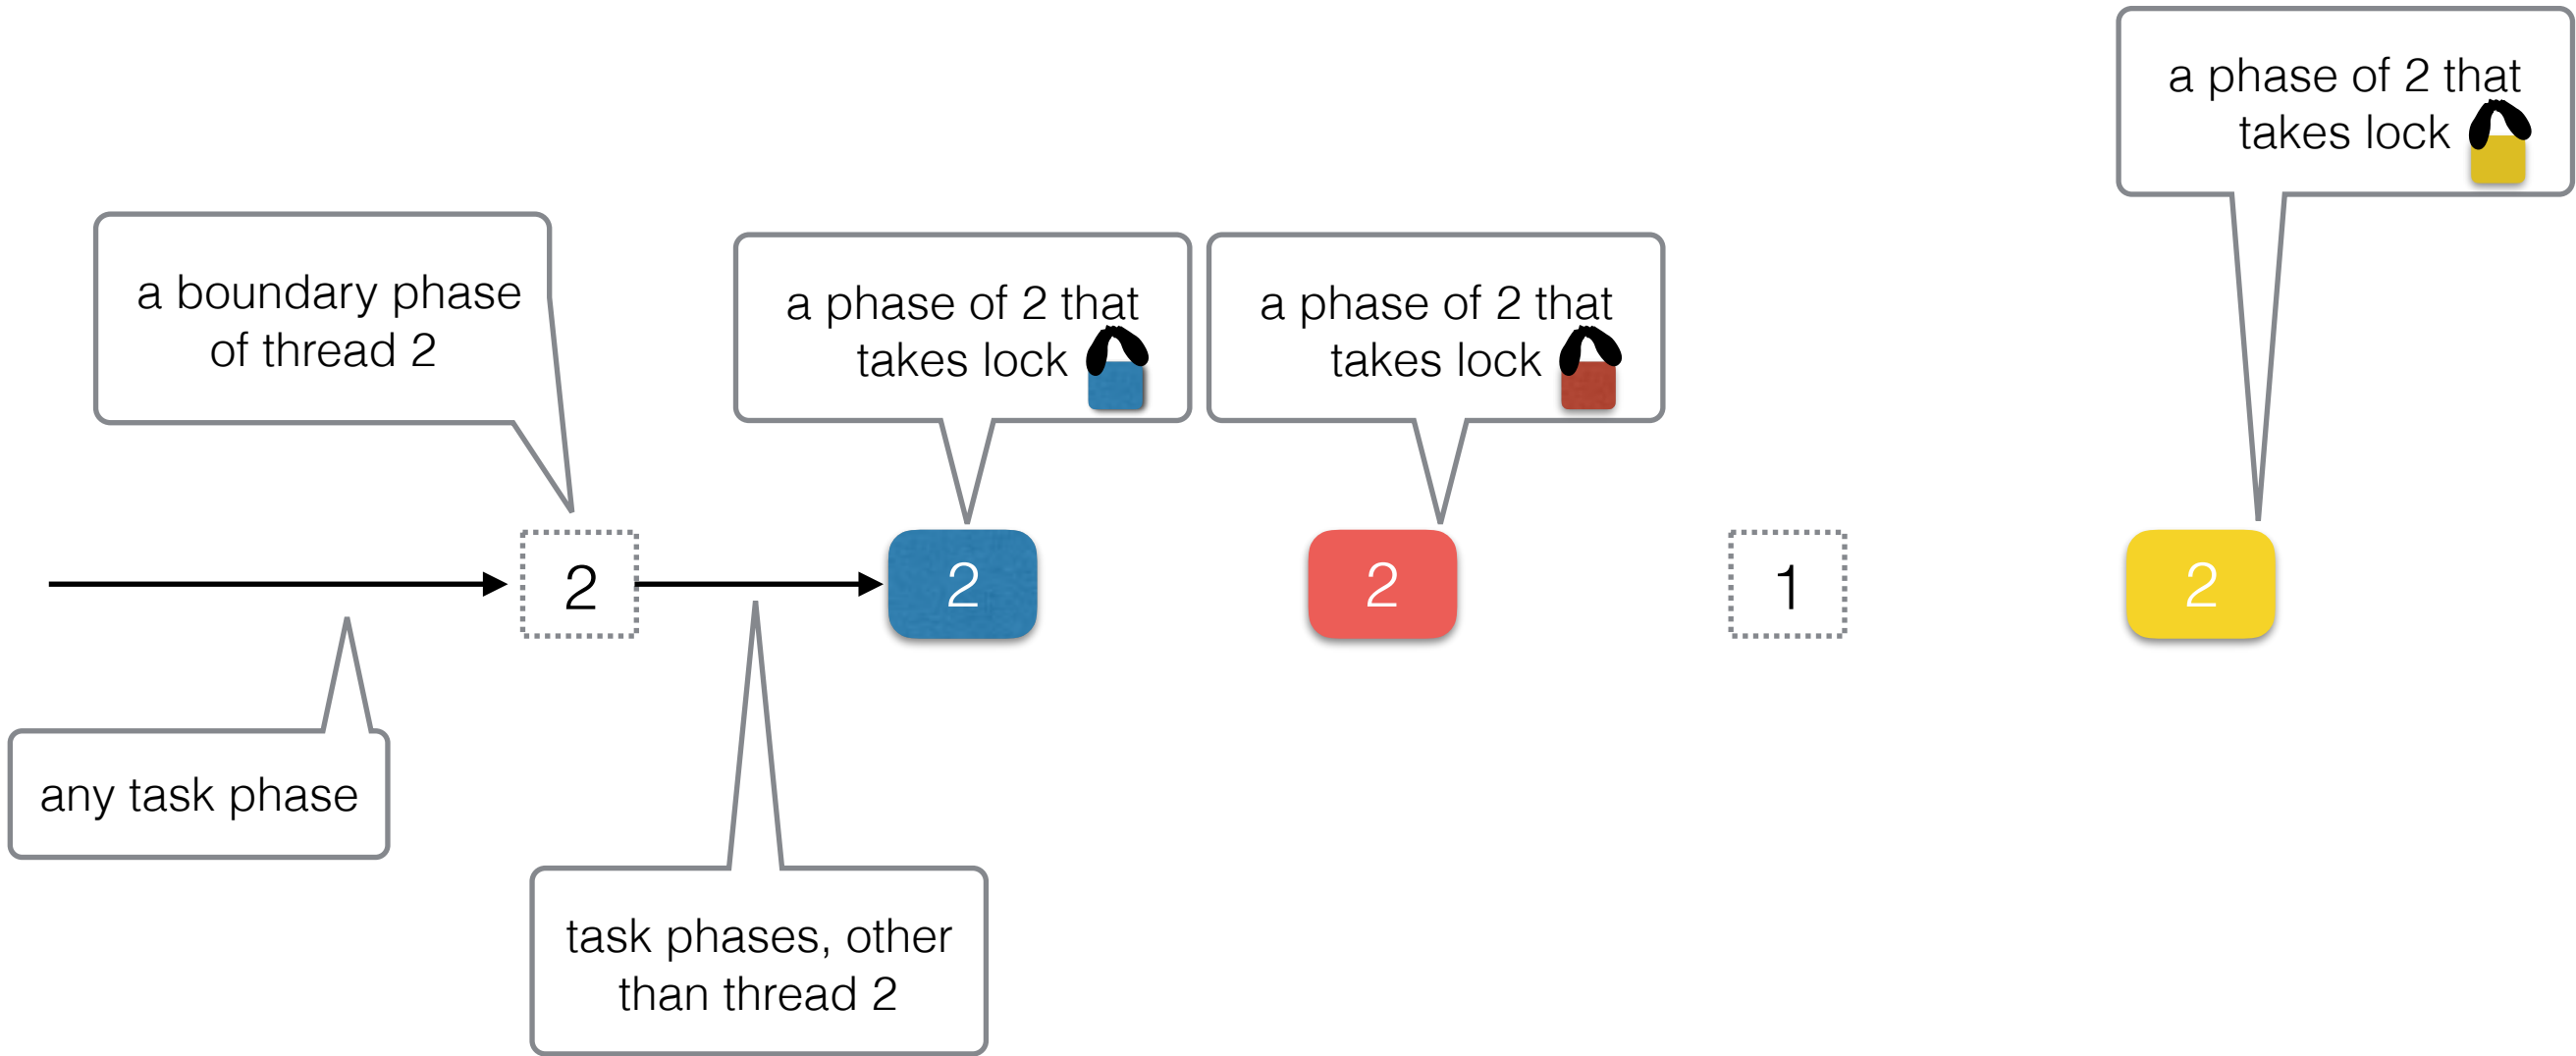 a phase of 2 that
takes lock
a boundary phase
of thread 2
a phase of 2 that
takes lock
a phase of 2 that
takes lock
2
2
2
1
2
any task phase
task phases, other
than thread 2